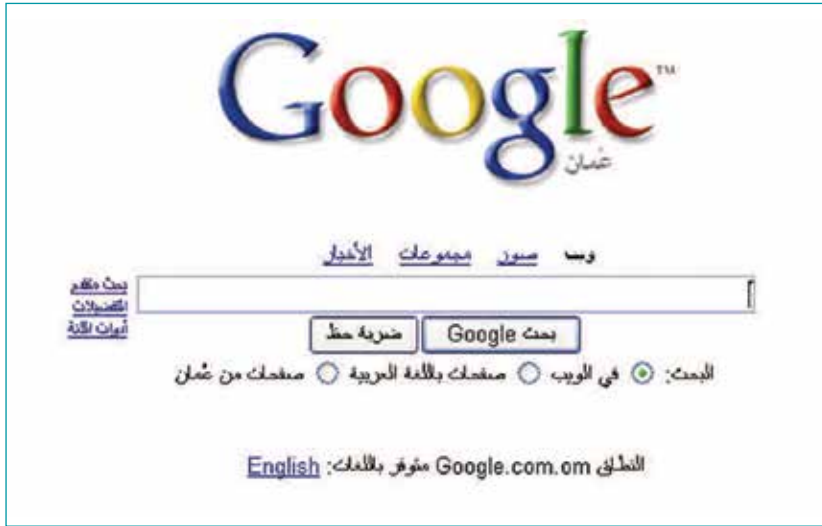 Google™
عُمان
ويب صور مجموعات الأخبار
بحث متقدم
التفضيلات
أدوات اللغة
بحث Google ضربة حظ
البحث: في الويب صفحات باللغة العربية صفحات من عُمان
النطاق Google.com.om متوفر باللغات: English